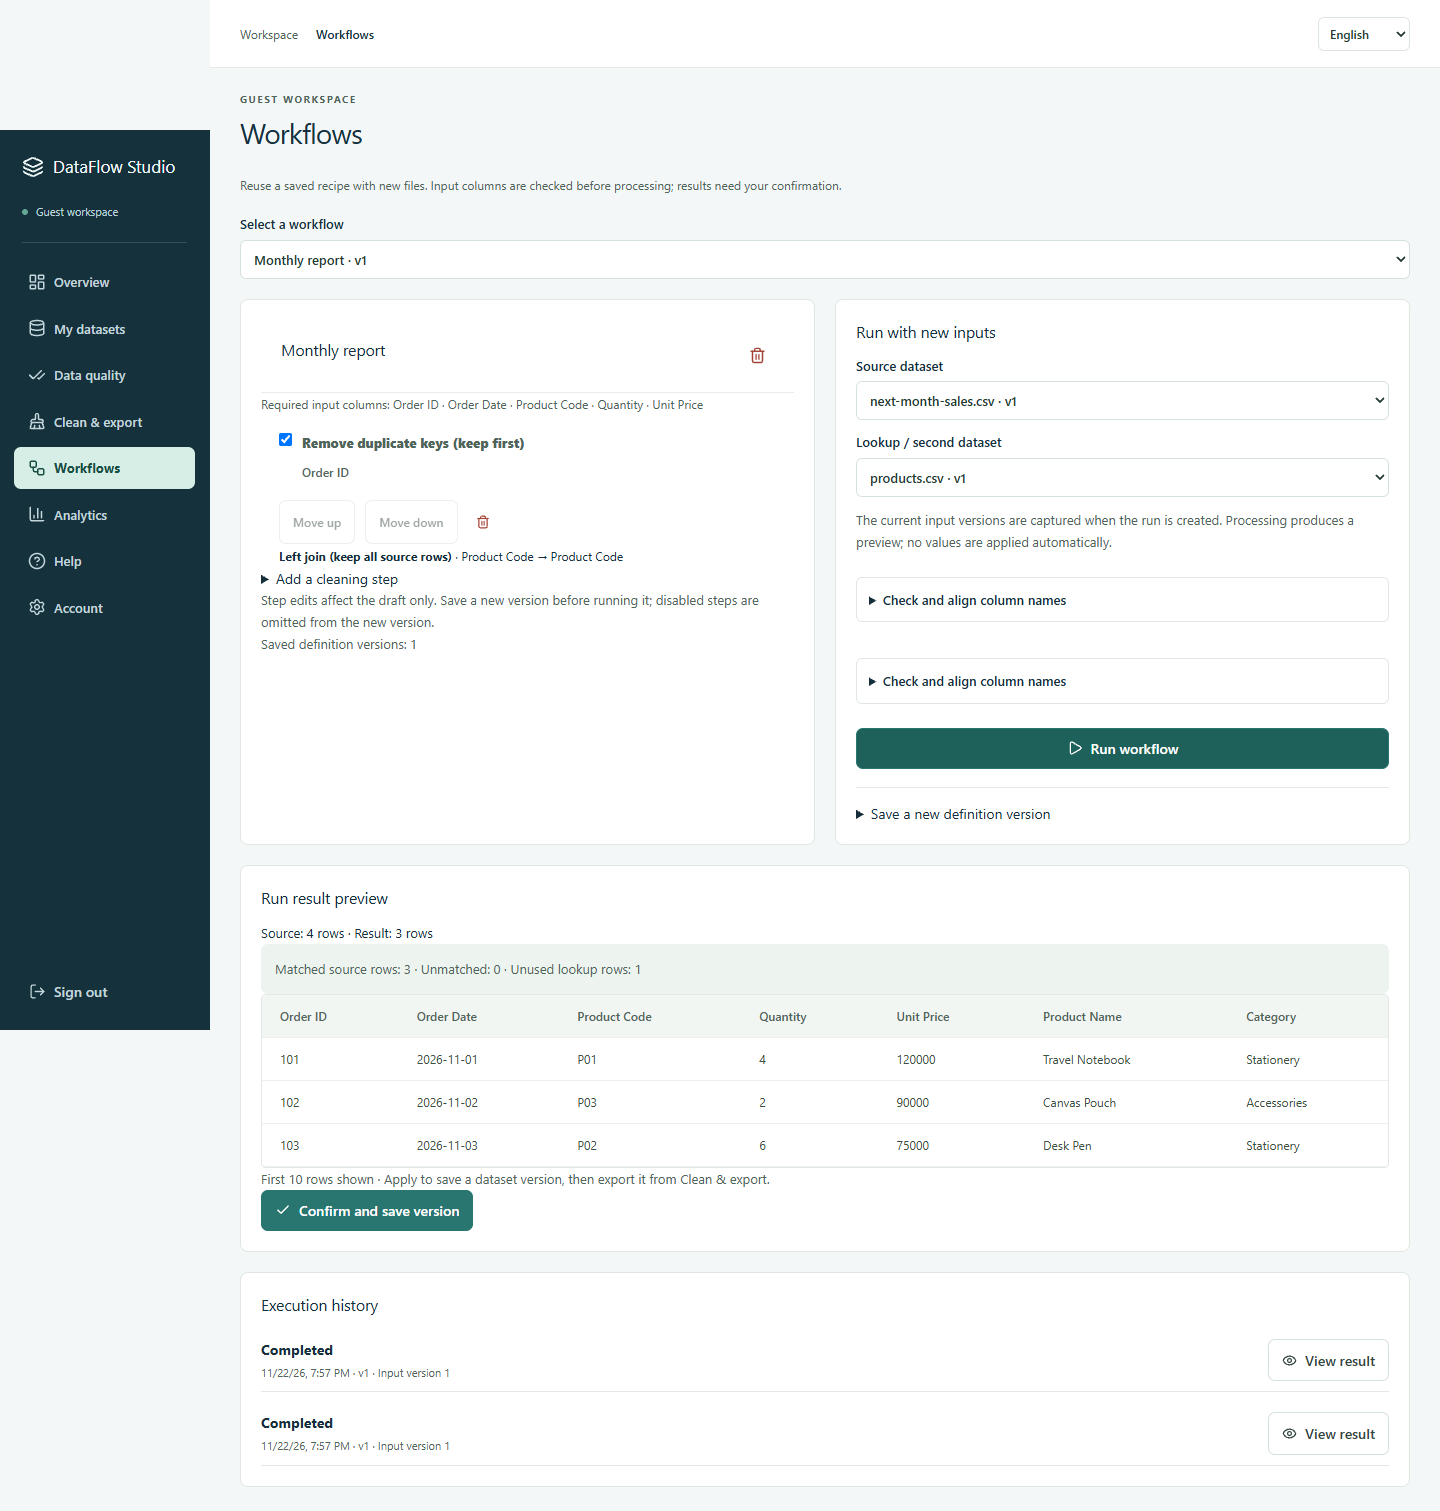 Workspace Workflows English
GUEST WORKSPACE
Workflows
DataFlow Studio
Guest workspace
Overview
My datasets
Data quality
Clean & export
Workflows
Analytics
Help
Account
Sign out
Reuse a saved recipe with new files. Input columns are checked before processing; results need your confirmation.
Select a workflow
Monthly report · v1
Monthly report
Required input columns: Order ID · Order Date · Product Code · Quantity · Unit Price
Remove duplicate keys (keep first)
Order ID
Move up Move down
Left join (keep all source rows) · Product Code → Product Code
Add a cleaning step
Step edits affect the draft only. Save a new version before running it; disabled steps are
omitted from the new version.
Saved definition versions: 1
Run with new inputs
Source dataset
next-month-sales.csv · v1
Lookup / second dataset
products.csv · v1
The current input versions are captured when the run is created. Processing produces a
preview; no values are applied automatically.
Check and align column names
Check and align column names
Run workflow
Save a new definition version
Run result preview
Source: 4 rows · Result: 3 rows
Matched source rows: 3 · Unmatched: 0 · Unused lookup rows: 1
Order ID Order Date Product Code Quantity Unit Price Product Name Category
101 2026-11-01 P01 4 120000 Travel Notebook Stationery
102 2026-11-02 P03 2 90000 Canvas Pouch Accessories
103 2026-11-03 P02 6 75000 Desk Pen Stationery
First 10 rows shown · Apply to save a dataset version, then export it from Clean & export.
Confirm and save version
Execution history
Completed
11/22/26, 7:57 PM · v1 · Input version 1
View result
Completed
11/22/26, 7:57 PM · v1 · Input version 1
View result